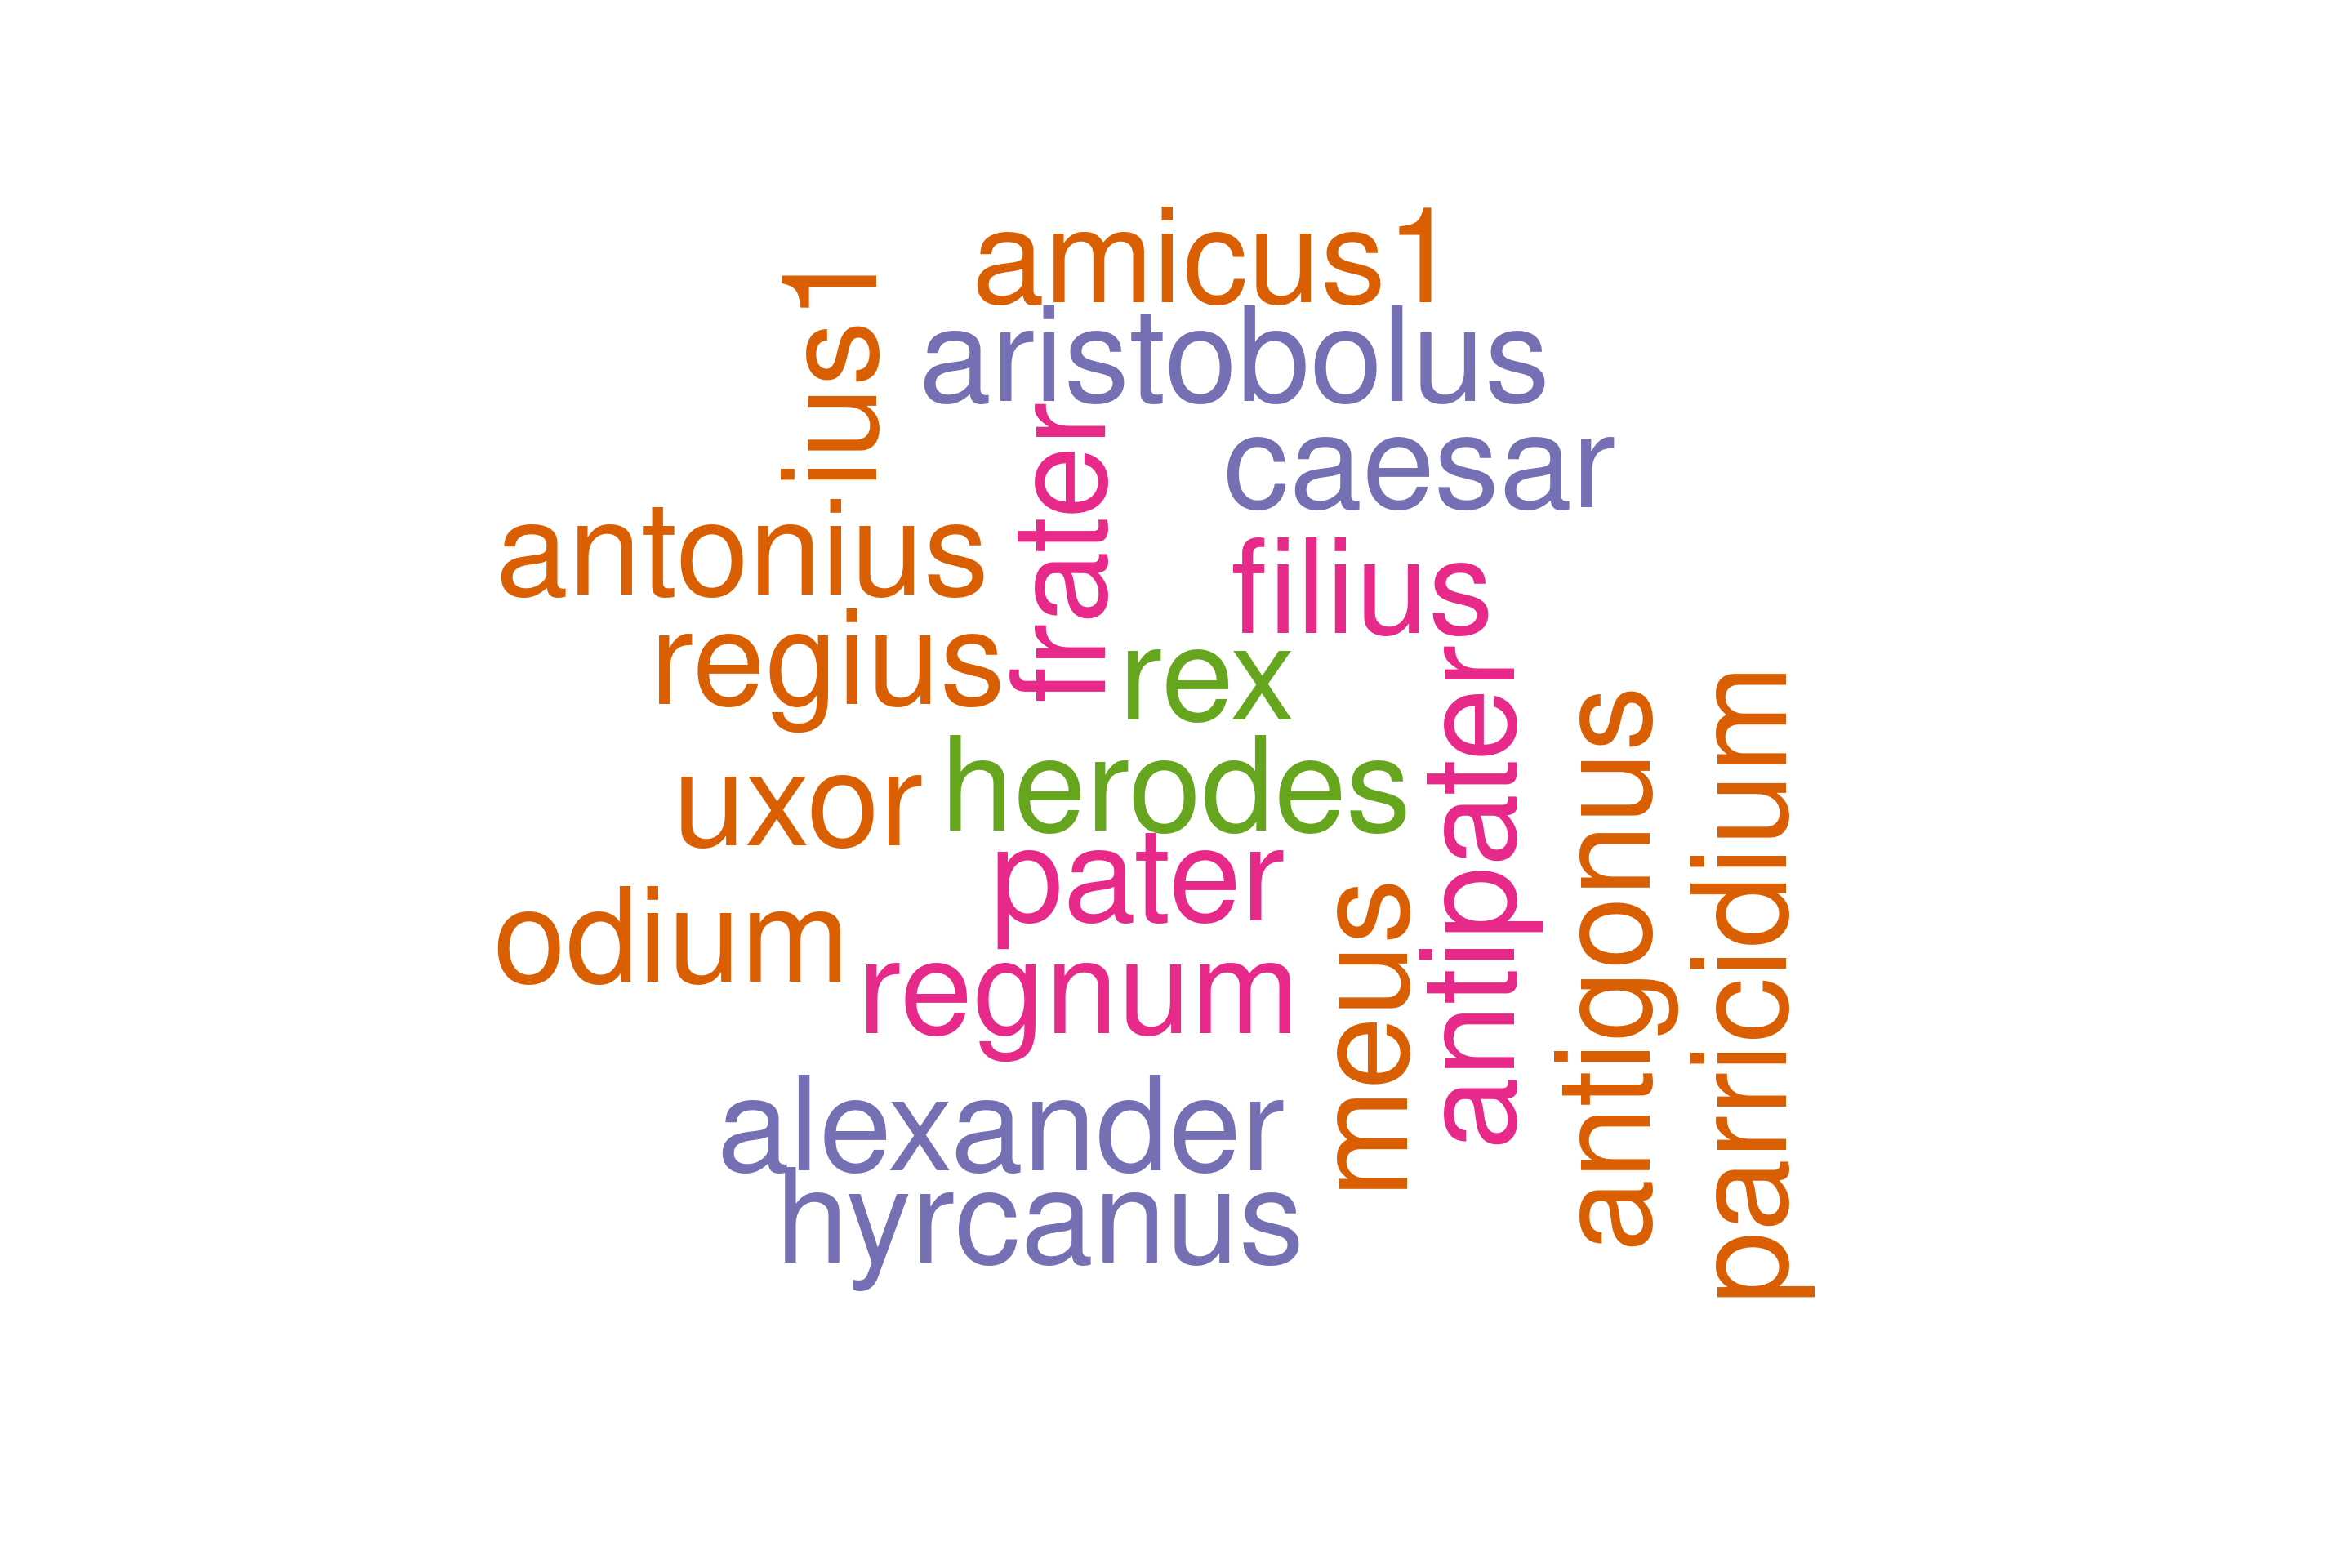 amicus1
ius1
aristobolus
frater
caesar
antonius
filius
regius
rex
antipater
antigonus
parricidium
uxor
herodes
pater
meus
odium
regnum
alexander
hyrcanus